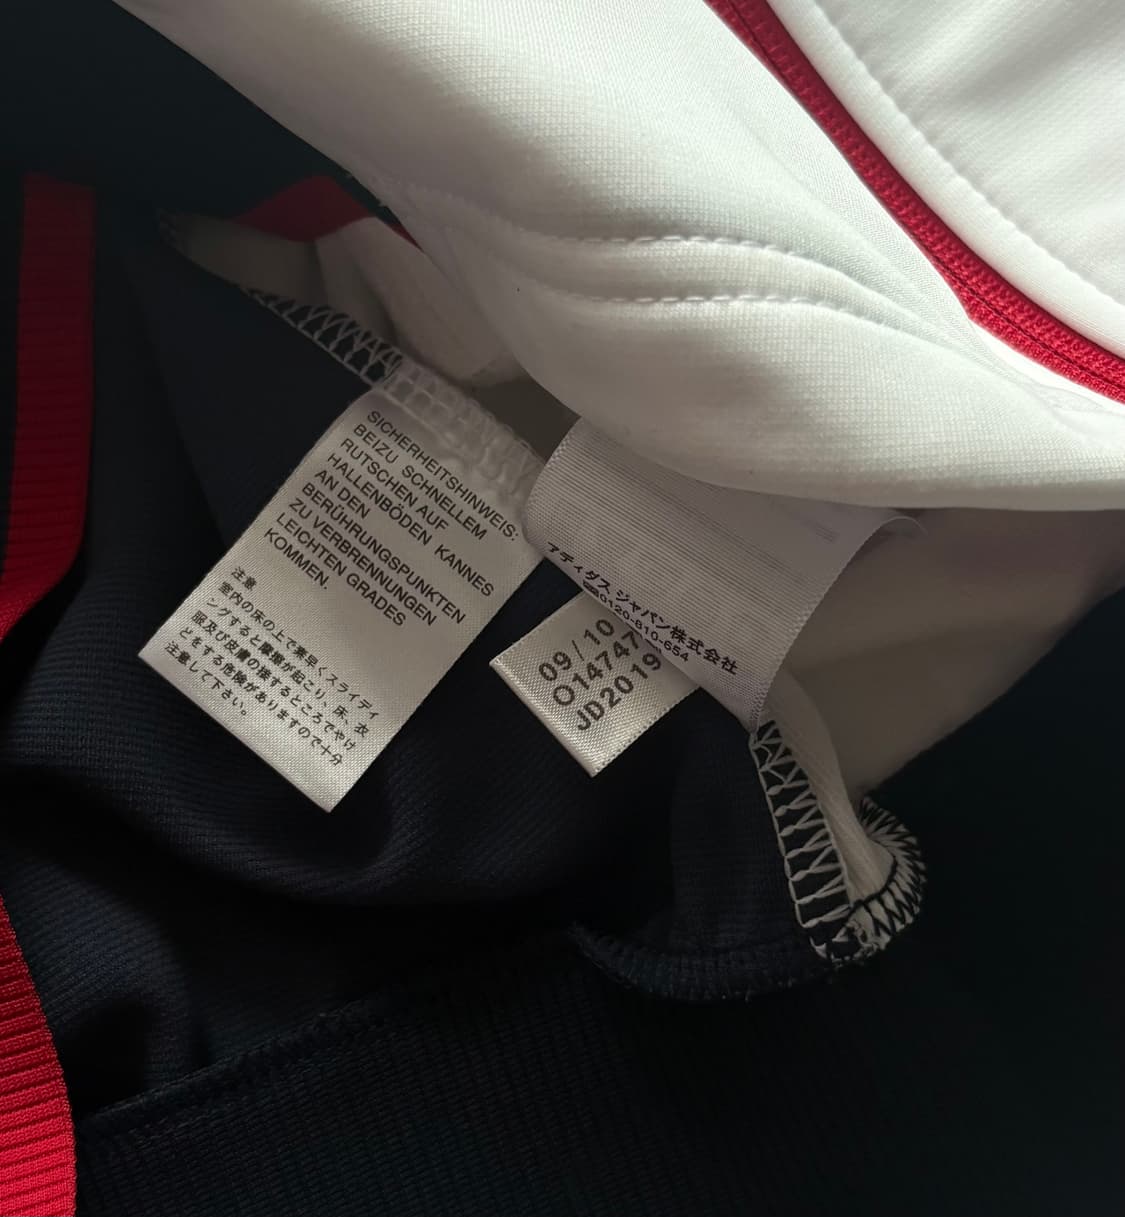 SICHERHEITSHINWEIS:
BEIZU SCHNELLEM
RUTSCHEN AUF
HALLENBÖDEN KANNES
AN DEN
BERÜHRUNGSPUNKTEN
ZU VERBRENNUNGEN
LEICHTEN GRADES
KOMMEN.
注意
室内の床の上で素早くスライディ
ングすると摩擦が起こり、床、衣
服及び皮膚の接するところでやけ
どをする危険がありますので十分
注意して下さい。
アディダス ジャパン株式会社
0120-810-654
09/10
O14747
JD2019